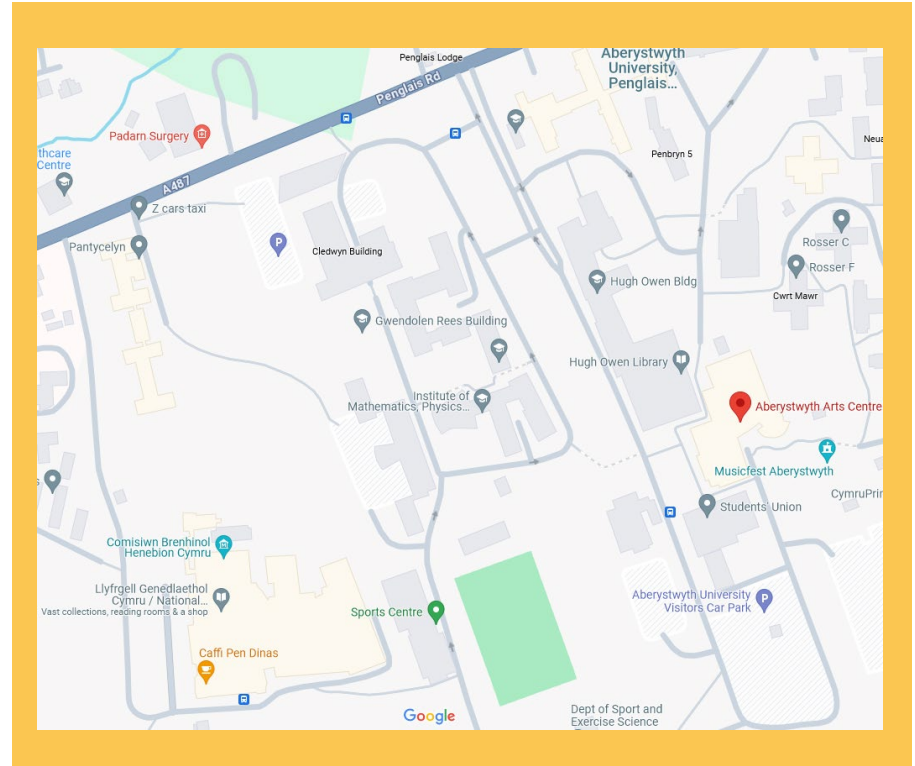 Penglais Lodge
Aberystwyth
University,
Penglais...
Penglais Rd
Padarn Surgery
Penbryn 5
thcare
Centre
A487
Z cars taxi
Pantycelyn
P
Cledwyn Building
Rosser C
Rosser F
Hugh Owen Bldg
Cwrt Mawr
Gwendolen Rees Building
Hugh Owen Library
Institute of
Mathematics, Physics...
Aberystwyth Arts Centre
Musicfest Aberystwyth
Students' Union
Comisiwn Brenhinol
Henebion Cymru
Llyfrgell Genedlaethol
Cymru / National...
Vast collections, reading rooms & a shop
Aberystwyth University
Visitors Car Park
P
Sports Centre
Caffi Pen Dinas
Google
Dept of Sport and
Exercise Science